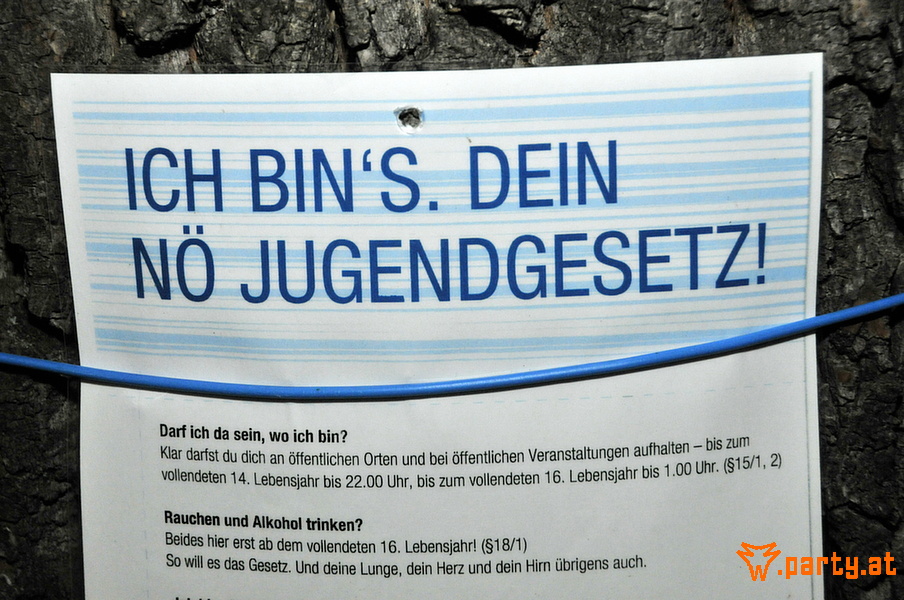 ICH BIN‘S. DEIN
NÖ JUGENDGESETZ!
Darf ich da sein, wo ich bin?
Klar darfst du dich an öffentlichen Orten und bei öffentlichen Veranstaltungen aufhalten – bis zum
vollendeten 14. Lebensjahr bis 22.00 Uhr, bis zum vollendeten 16. Lebensjahr bis 1.00 Uhr. (§15/1, 2)
Rauchen und Alkohol trinken?
Beides hier erst ab dem vollendeten 16. Lebensjahr! (§18/1)
So will es das Gesetz. Und deine Lunge, dein Herz und dein Hirn übrigens auch.
.party.at